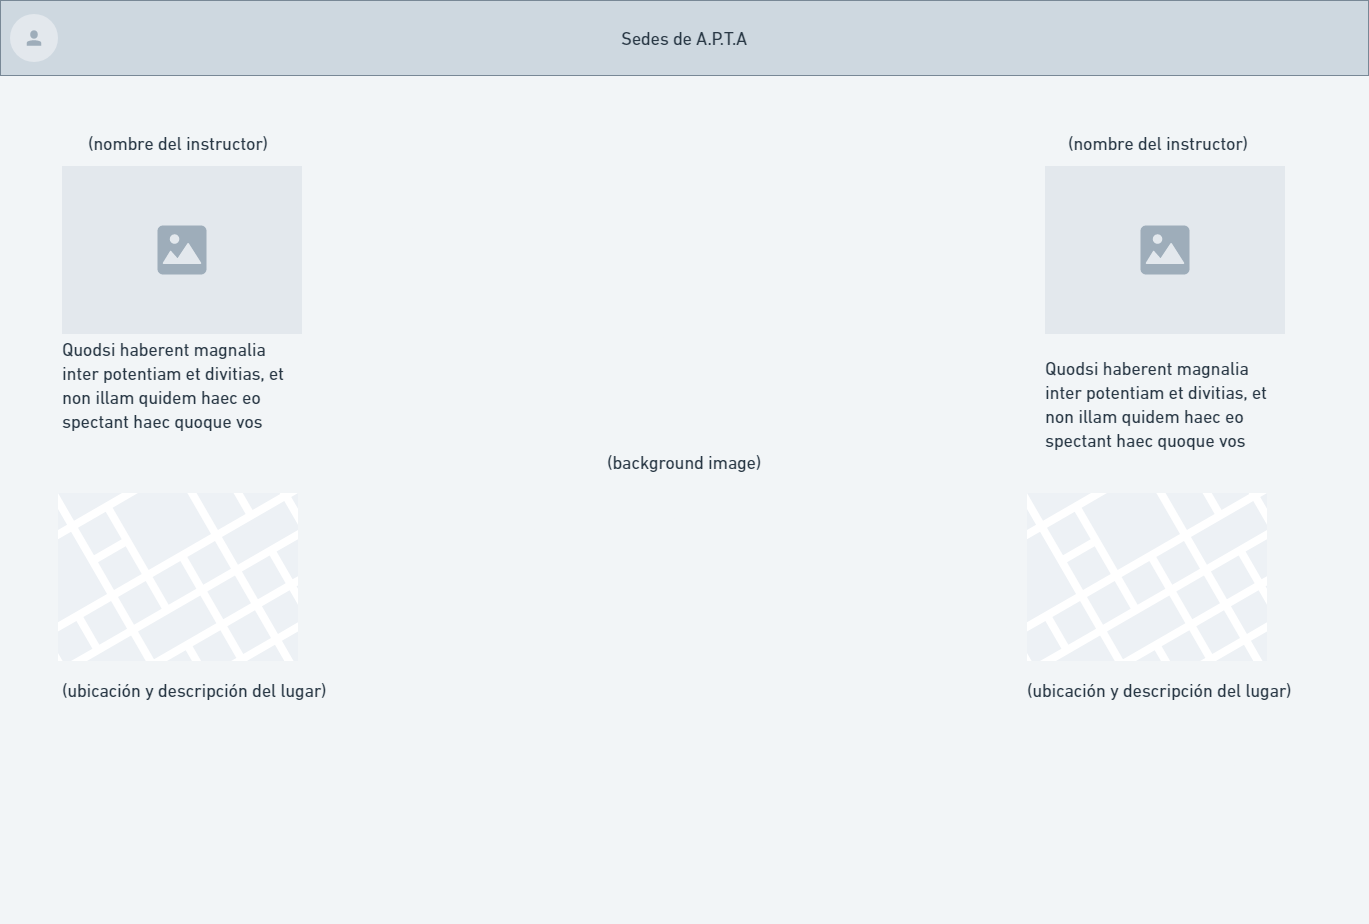 Sedes de A.P.T.A
(nombre del instructor)
Quodsi haberent magnalia
inter potentiam et divitias, et
non illam quidem haec eo
spectant haec quoque vos
(ubicación y descripción del lugar)
(background image)
(nombre del instructor)
Quodsi haberent magnalia
inter potentiam et divitias, et
non illam quidem haec eo
spectant haec quoque vos
(ubicación y descripción del lugar)